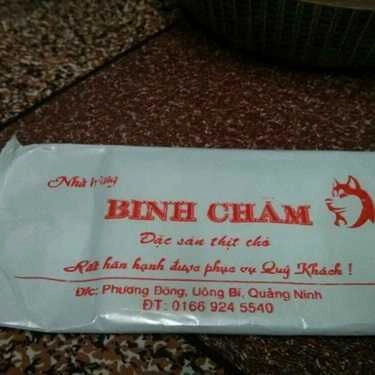 Nhà hàng
BINH CHĂM
Đặc sản thịt chó
Rất hân hạnh được phục vụ Quý Khách !
Đ/c: Phương Đông, Uông Bí, Quảng Ninh
ĐT: 0166 924 5540